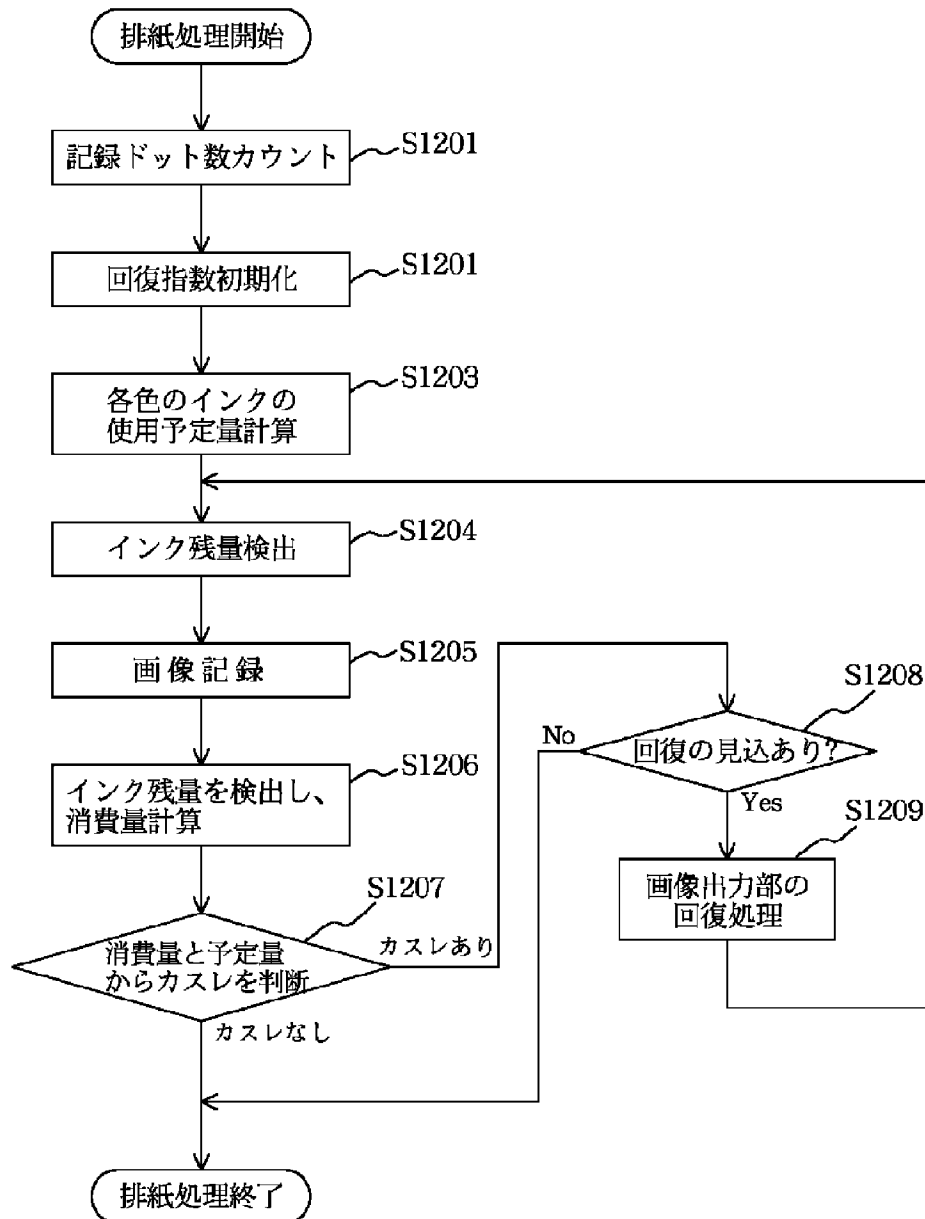 排紙処理開始
記録ドット数カウント
S1201
回復指数初期化
S1201
各色のインクの
使用予定量計算
S1203
インク残量検出
S1204
画像記録
S1205
インク残量を検出し、
消費量計算
S1206
消費量と予定量
からカスレを判断
S1207
カスレあり
カスレなし
回復の見込あり?
S1208
No
Yes
画像出力部の
回復処理
S1209
排紙処理終了